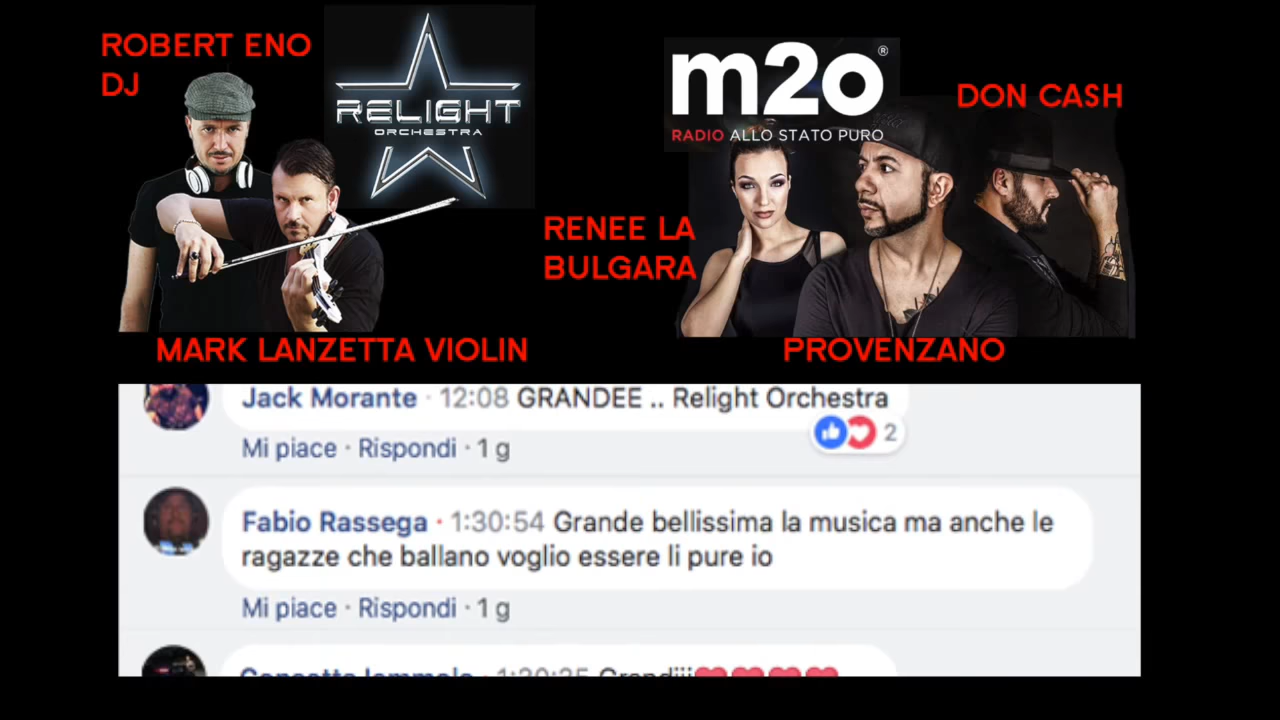 ROBERT ENO
DJ
RELIGHT
ORCHESTRA
m2o®
RADIO ALLO STATO PURO
DON CASH
RENEE LA
BULGARA
MARK LANZETTA VIOLIN
PROVENZANO
Jack Morante · 12:08 GRANDEE .. Relight Orchestra
2
Mi piace · Rispondi · 1 g
Fabio Rassega · 1:30:54 Grande bellissima la musica ma anche le
ragazze che ballano voglio essere li pure io
Mi piace · Rispondi · 1 g
Grandiii❤❤❤❤